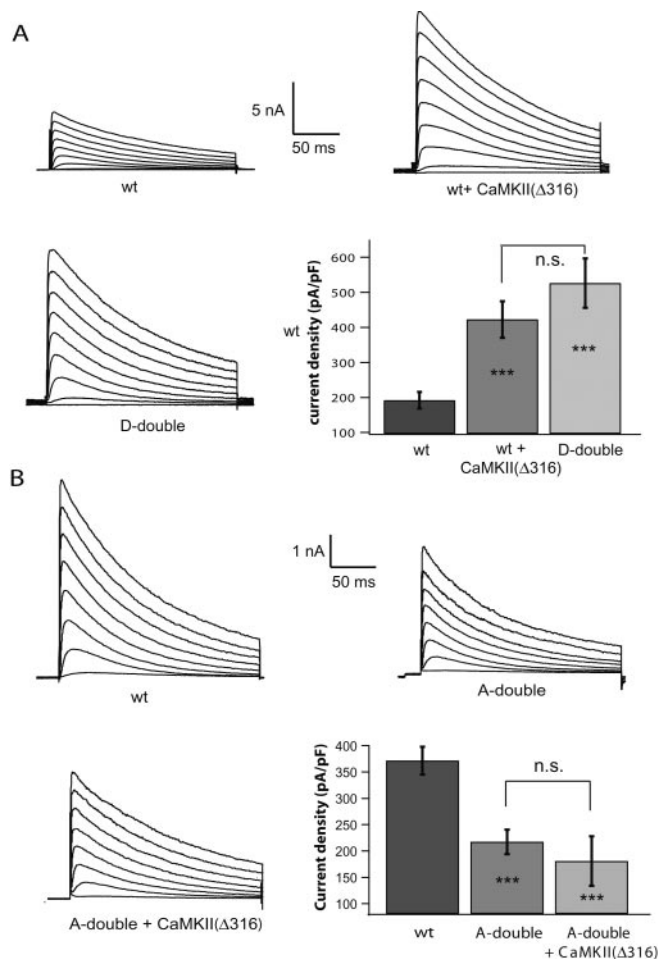 A
5 nA
50 ms
wt
wt+ CaMKII(Δ316)
D-double
wt
current density (pA/pF)
600
500
400
300
200
100
n.s.
***
***
wt
wt +
CaMKII(Δ316)
D-double
B
1 nA
50 ms
wt
A-double
A-double + CaMKII(Δ316)
Current density (pA/pF)
400
350
300
250
200
150
100
n.s.
***
***
wt
A-double
A-double
+ CaMKII(Δ316)